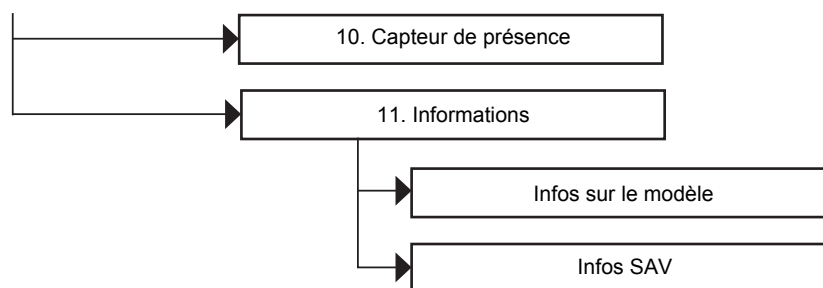 10. Capteur de présence
11. Informations
Infos sur le modèle
Infos SAV